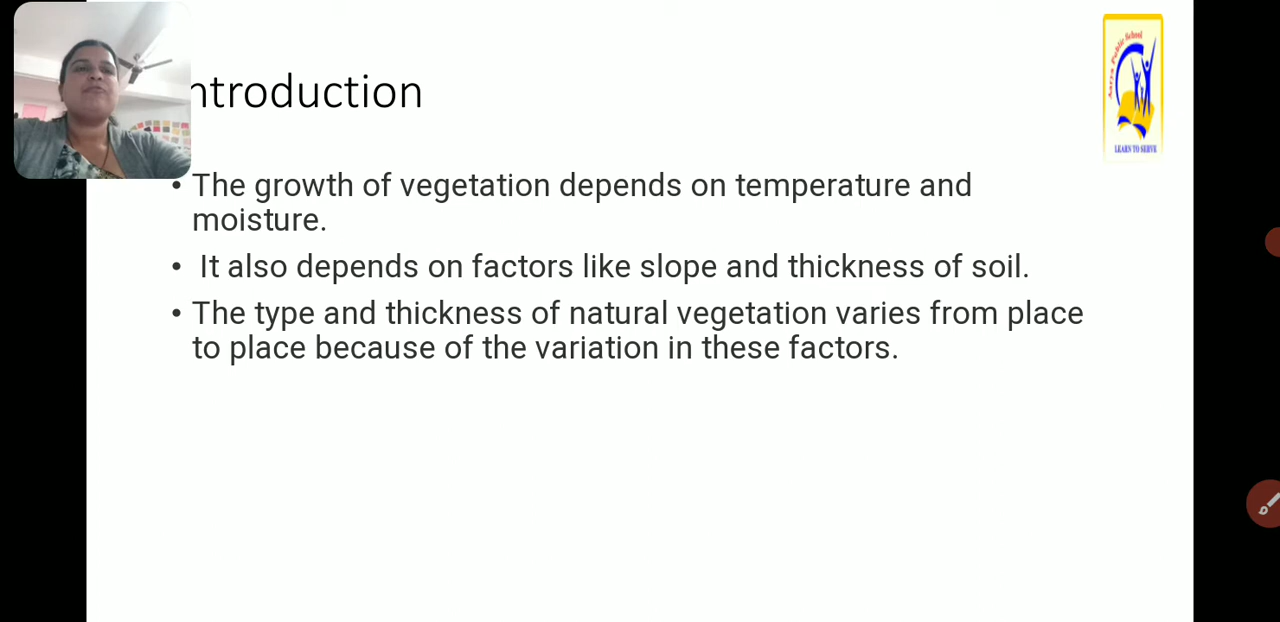 ntroduction
Public School
LEARN TO SERVE
• The growth of vegetation depends on temperature and
moisture.
• It also depends on factors like slope and thickness of soil.
• The type and thickness of natural vegetation varies from place
to place because of the variation in these factors.